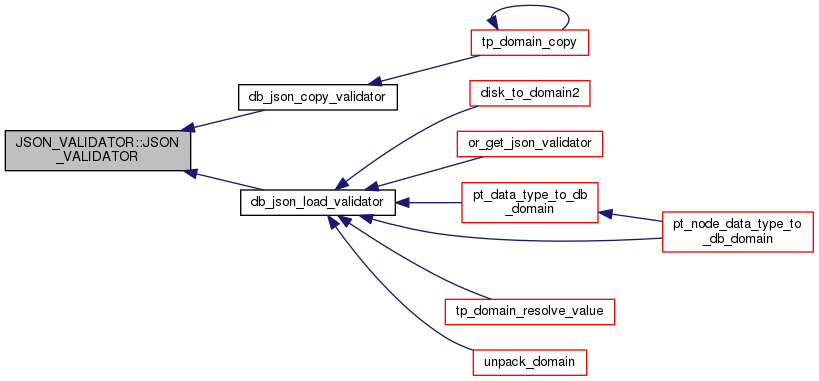 JSON_VALIDATOR::JSON
_VALIDATOR
db_json_copy_validator
tp_domain_copy
db_json_load_validator
disk_to_domain2
or_get_json_validator
pt_data_type_to_db
_domain
pt_node_data_type_to
_db_domain
tp_domain_resolve_value
unpack_domain